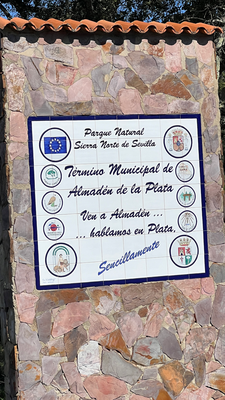 Parque Natural
Sierra Norte de Sevilla
Término Municipal de
Almadén de la Plata
Ven a Almadén ...
... hablamos en Plata,
Sencillamente